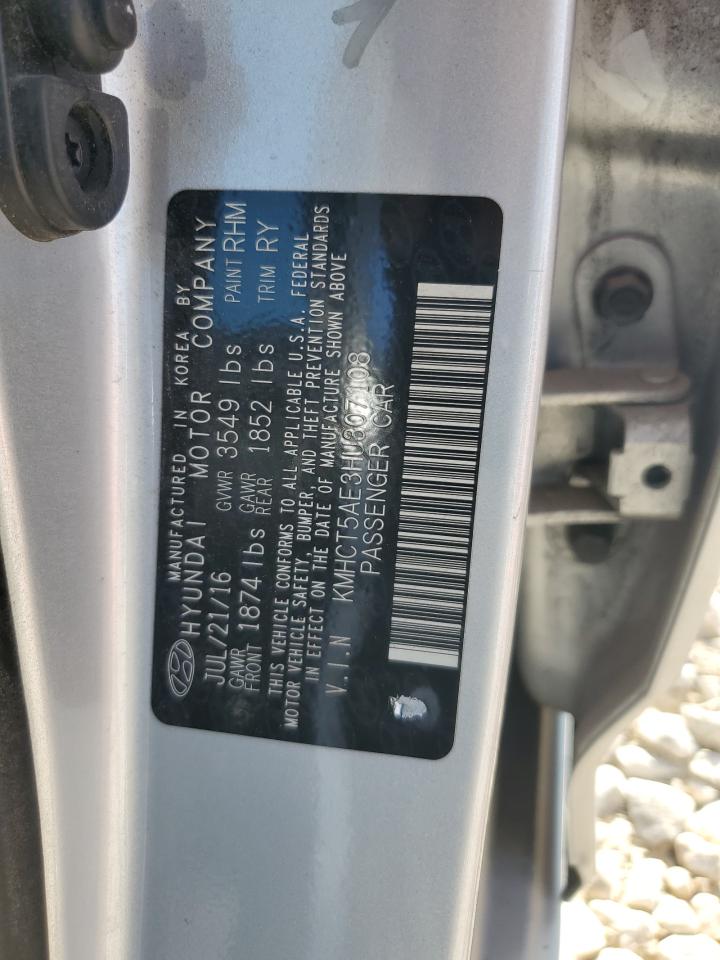 MANUFACTURED IN KOREA BY
HYUNDAI MOTOR COMPANY
JUL/21/16 GVWR 3549 lbs PAINT RHM
GAWR FRONT 1874 lbs GAWR REAR 1852 lbs TRIM RY
THIS VEHICLE CONFORMS TO ALL APPLICABLE U.S.A. FEDERAL
MOTOR VEHICLE SAFETY, BUMPER, AND THEFT PREVENTION STANDARDS
IN EFFECT ON THE DATE OF MANUFACTURE SHOWN ABOVE
V.I.N KMHCT5AE3HU307108
PASSENGER CAR